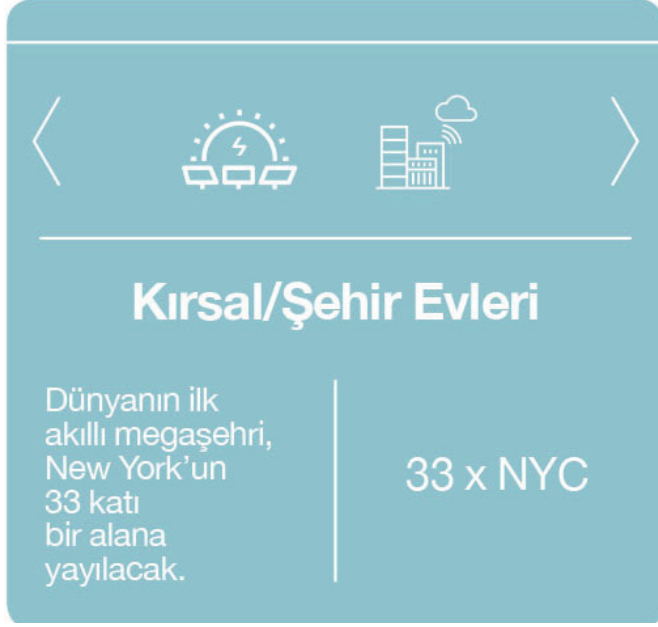 Kırsal/Şehir Evleri
Dünyanın ilk
akıllı megaşehri,
New York’un
33 katı
bir alana
yayılacak.
33 x NYC